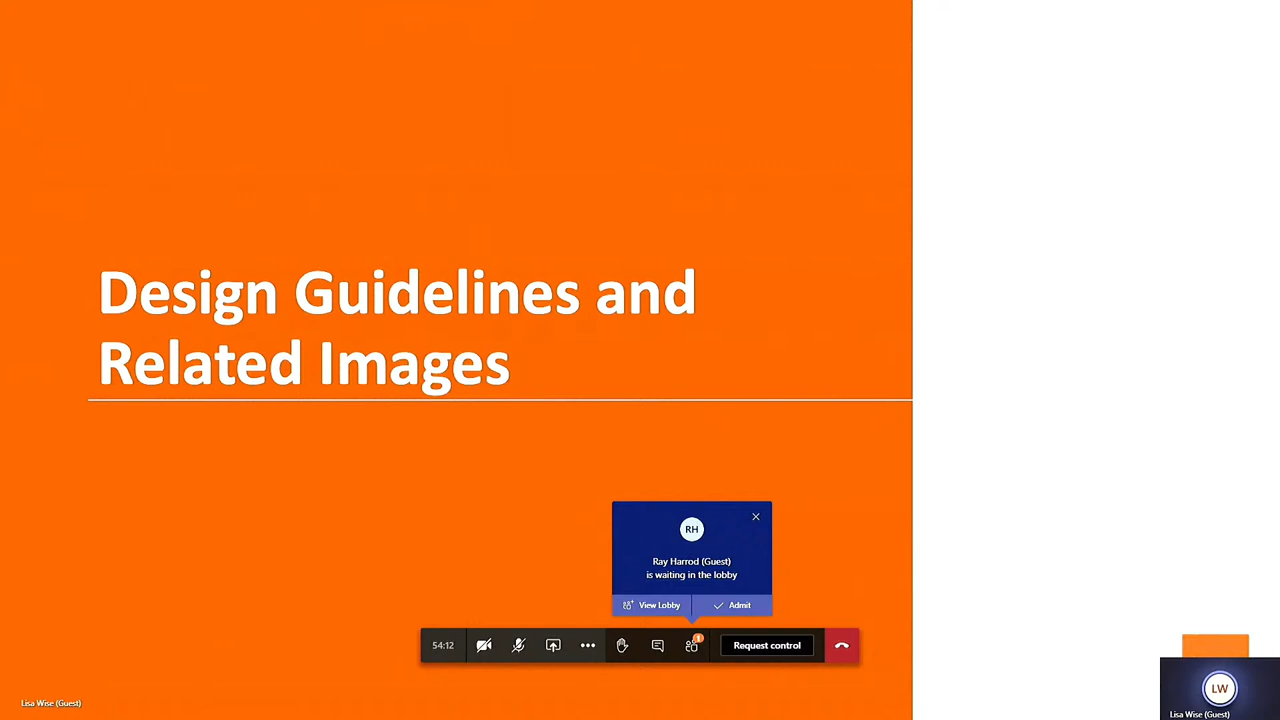 Design Guidelines and
Related Images
RH
Ray Harrod (Guest)
is waiting in the lobby
View Lobby
Admit
54:12
1
Request control
Lisa Wise (Guest)
LW
Lisa Wise (Guest)